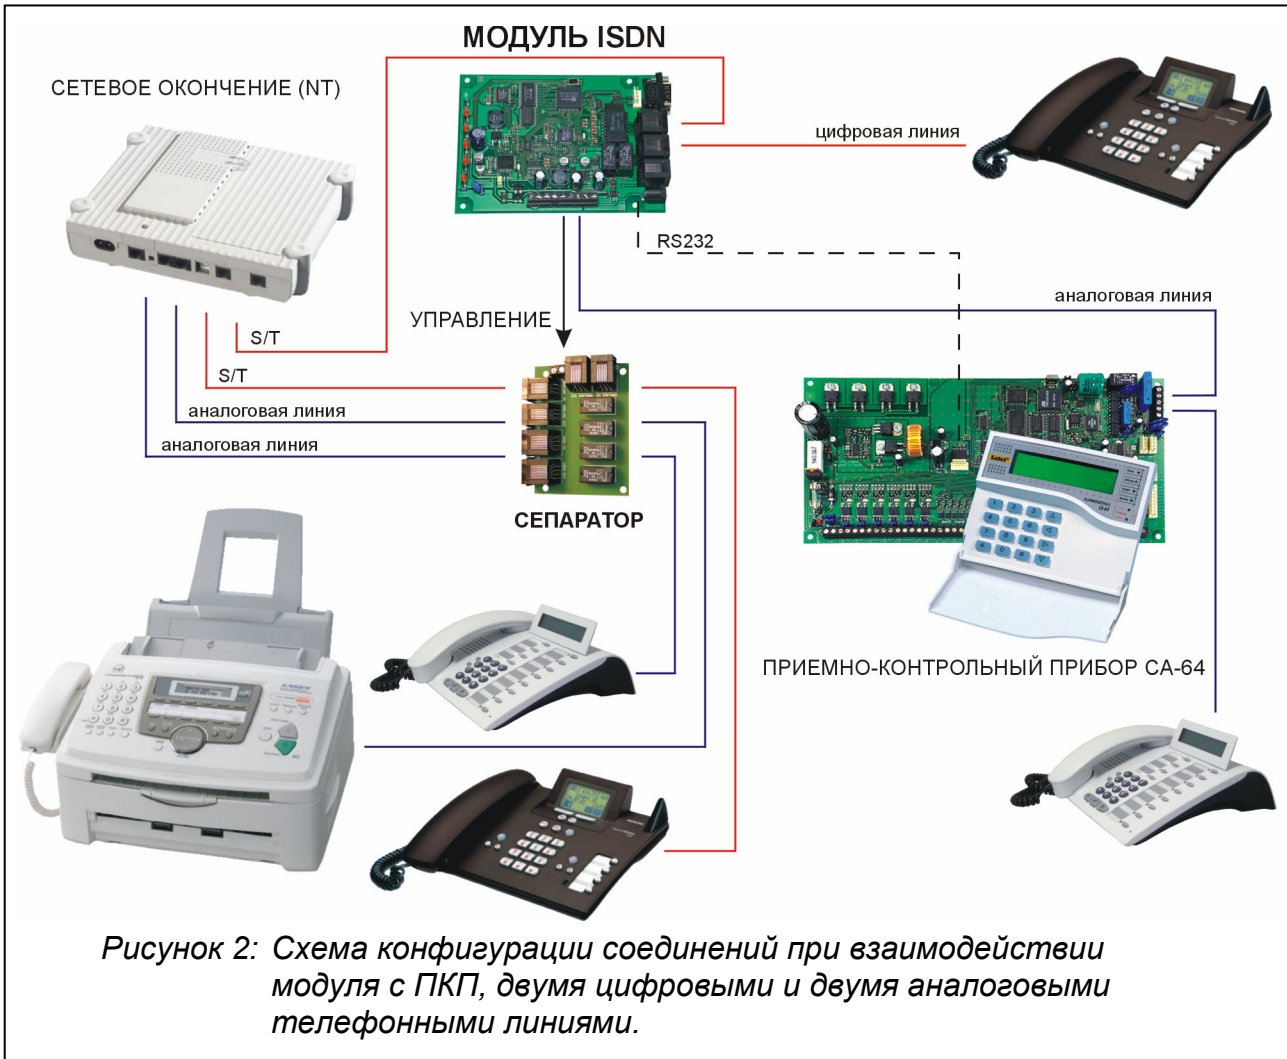 МОДУЛЬ ISDN
СЕТЕВОЕ ОКОНЧЕНИЕ (NT)
цифровая линия
RS232
аналоговая линия
УПРАВЛЕНИЕ
S/T
S/T
аналоговая линия
аналоговая линия
СЕПАРАТОР
ПРИЕМНО-КОНТРОЛЬНЫЙ ПРИБОР CA-64
Рисунок 2: Схема конфигурации соединений при взаимодействии
модуля с ПКП, двумя цифровыми и двумя аналоговыми
телефонными линиями.